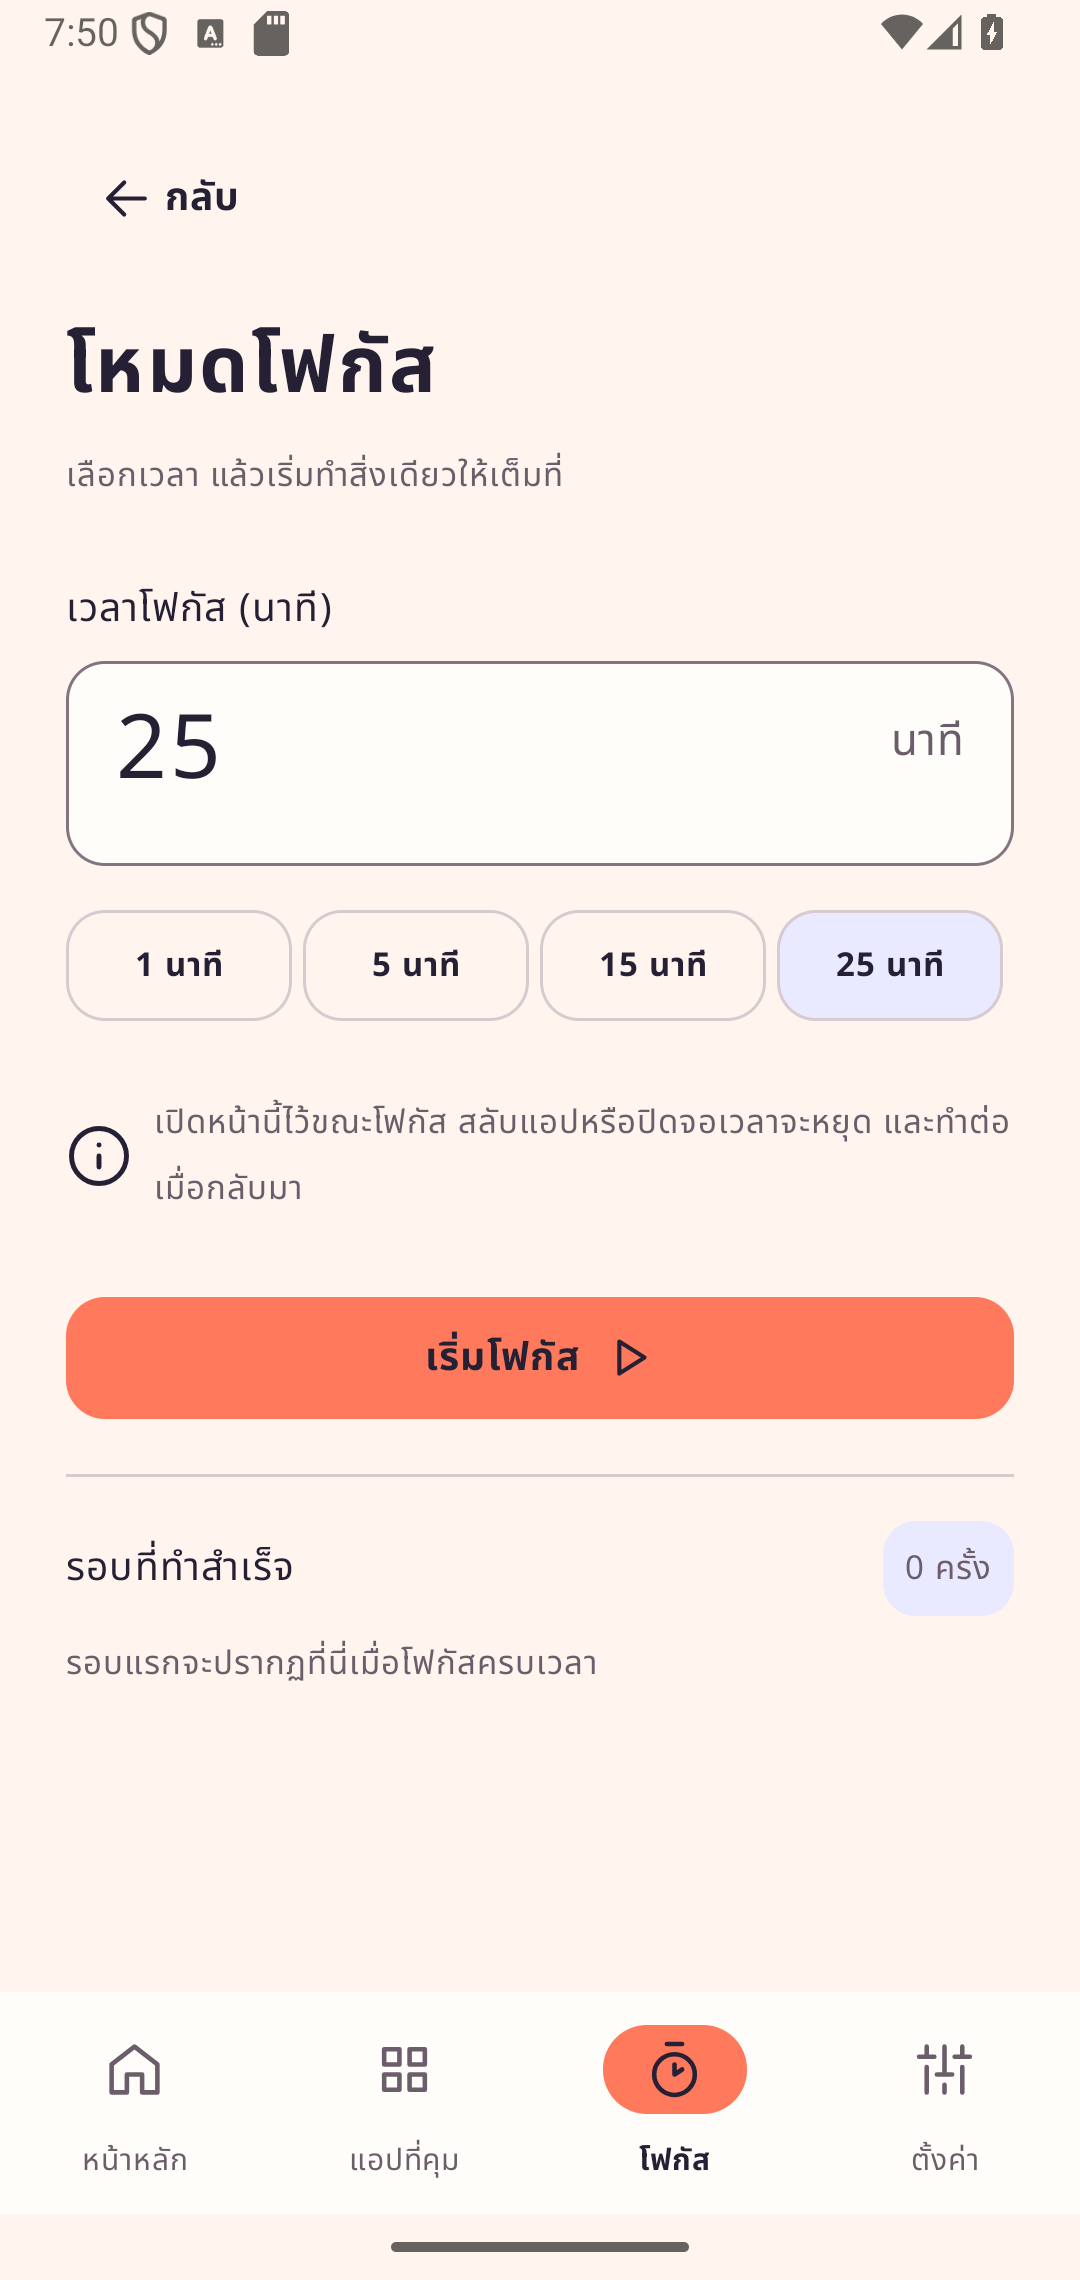 7:50
กลับ
โหมดโฟกัส
เลือกเวลา แล้วเริ่มทำสิ่งเดียวให้เต็มที่
เวลาโฟกัส (นาที)
25 นาที
1 นาที 5 นาที 15 นาที 25 นาที
เปิดหน้านี้ไว้ขณะโฟกัส สลับแอปหรือปิดจอเวลาจะหยุด และทำต่อ
เมื่อกลับมา
เริ่มโฟกัส
รอบที่ทำสำเร็จ 0 ครั้ง
รอบแรกจะปรากฏที่นี่เมื่อโฟกัสครบเวลา
หน้าหลัก แอปที่คุม โฟกัส ตั้งค่า